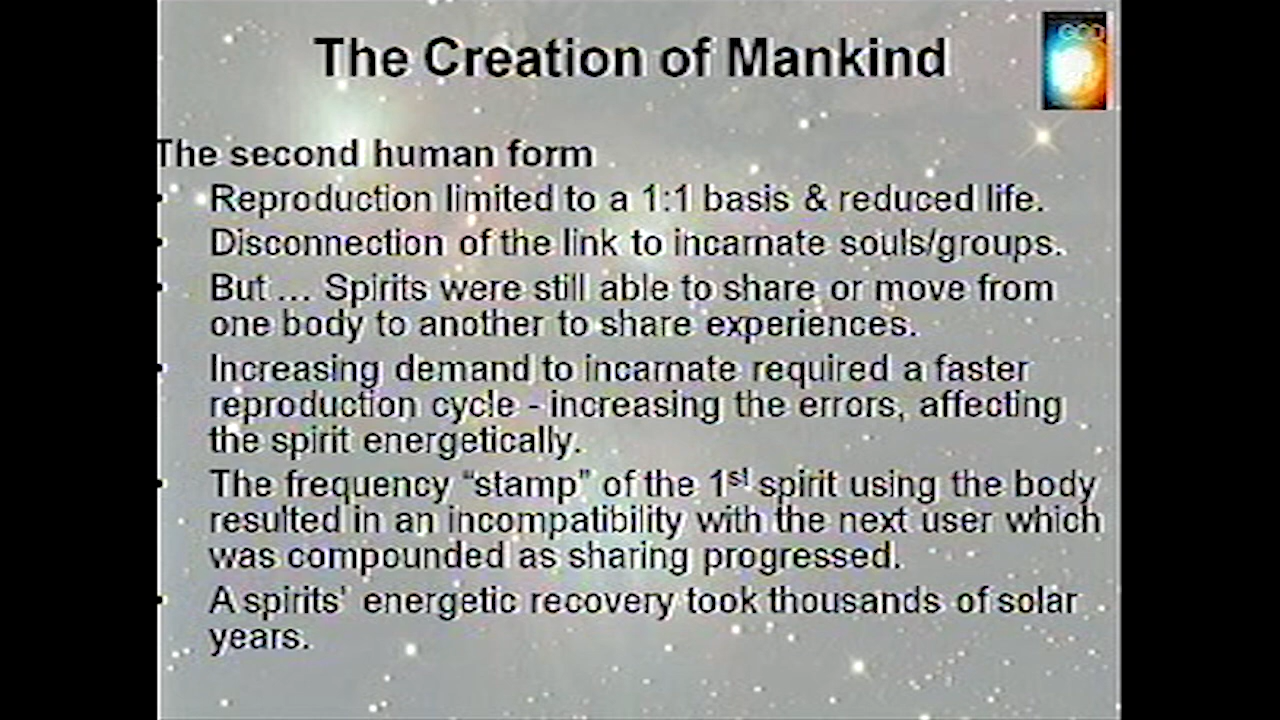 The Creation of Mankind
GOD
The second human form
• Reproduction limited to a 1:1 basis & reduced life.
• Disconnection of the link to incarnate souls/groups.
• But ... Spirits were still able to share or move from
one body to another to share experiences.
• Increasing demand to incarnate required a faster
reproduction cycle - increasing the errors, affecting
the spirit energetically.
• The frequency “stamp” of the 1st spirit using the body
resulted in an incompatibility with the next user which
was compounded as sharing progressed.
• A spirits’ energetic recovery took thousands of solar
years.